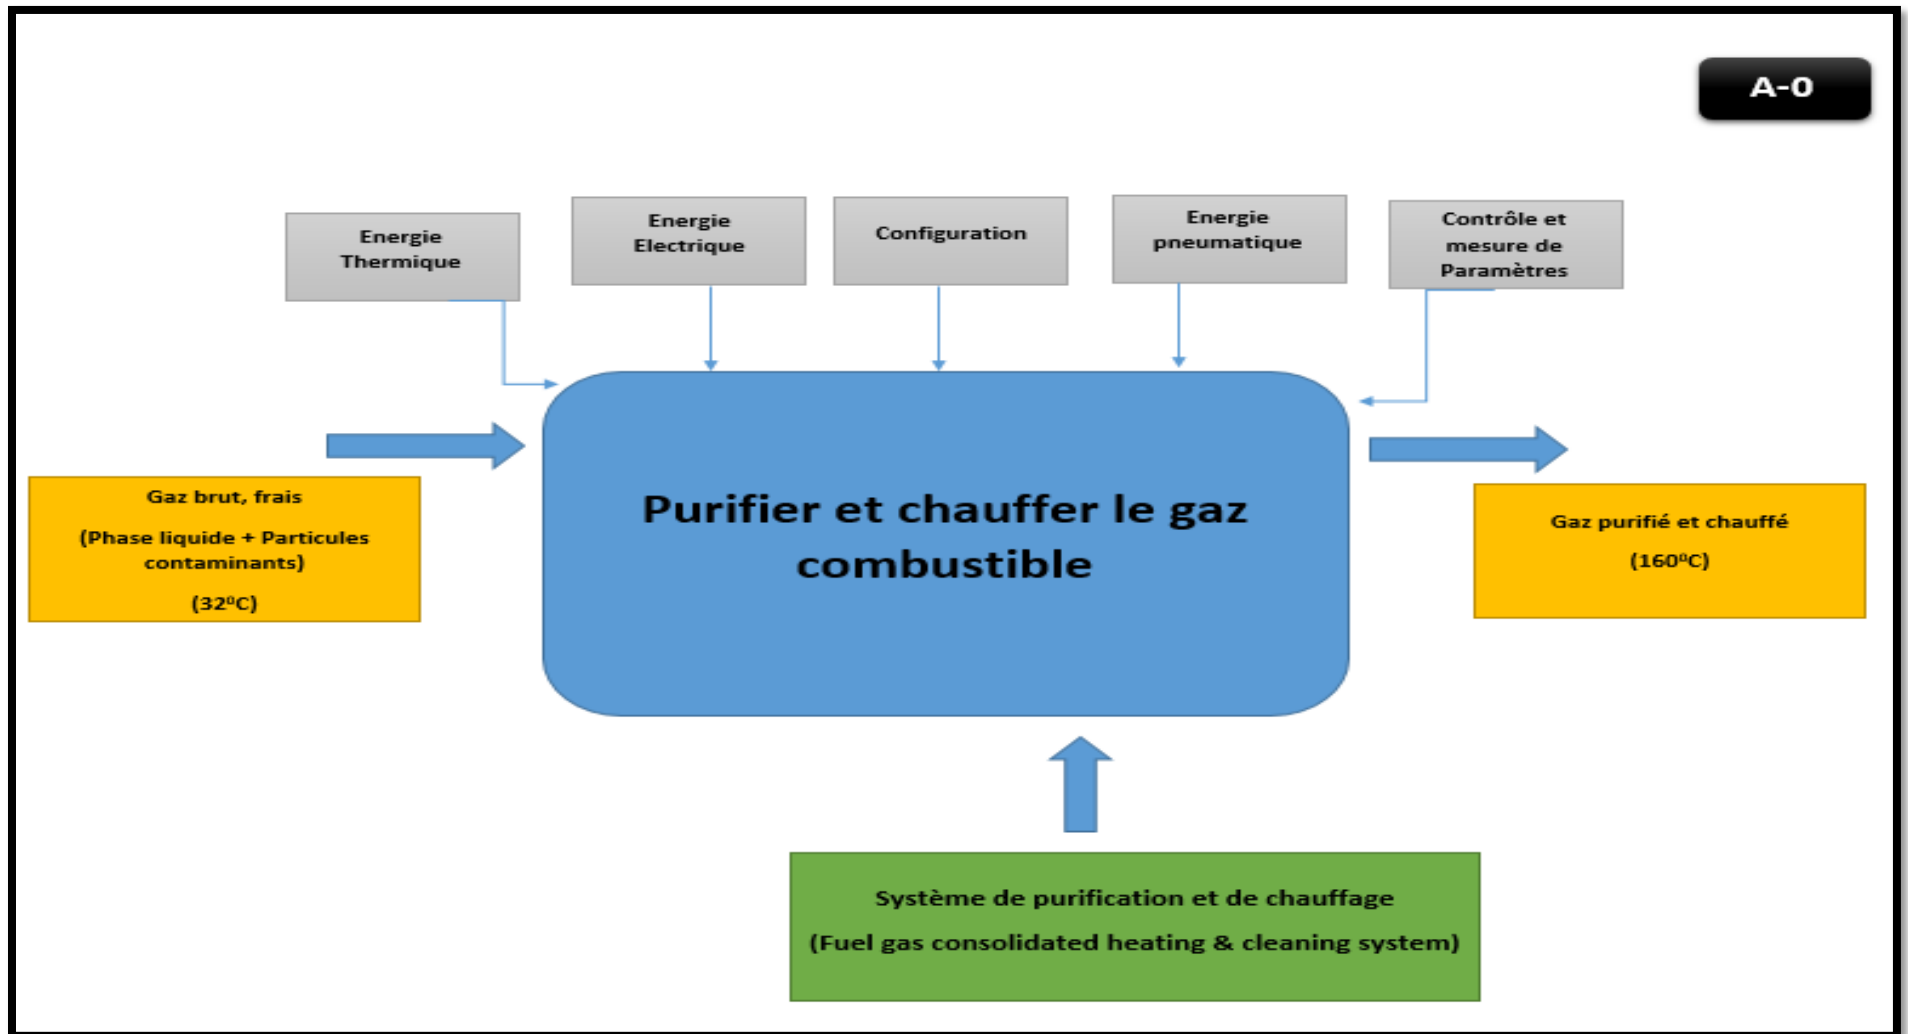 A-0
Energie
Thermique
Energie
Electrique
Configuration
Energie
pneumatique
Contrôle et
mesure de
Paramètres
Gaz brut, frais
(Phase liquide + Particules
contaminants)
(32⁰C)
Purifier et chauffer le gaz
combustible
Gaz purifié et chauffé
(160⁰C)
Système de purification et de chauffage
(Fuel gas consolidated heating & cleaning system)